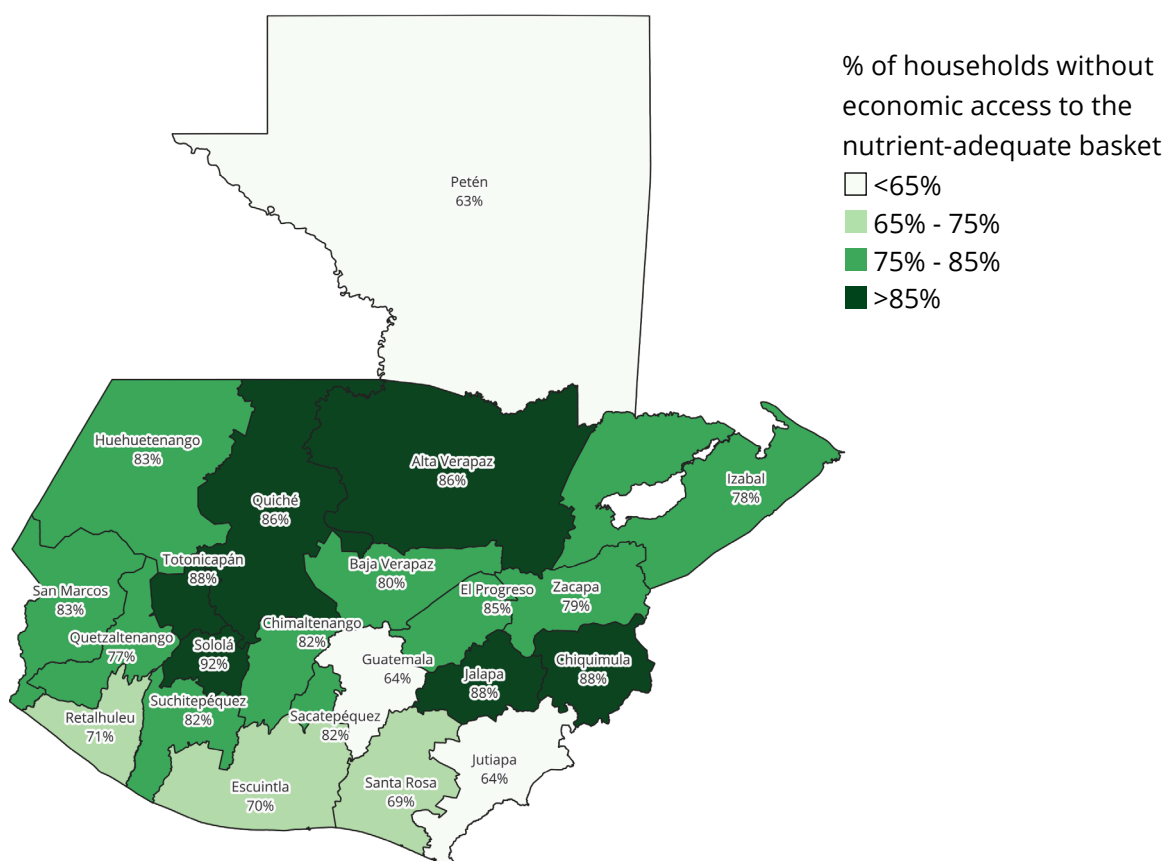 % of households without
economic access to the
nutrient-adequate basket
<65%
65% - 75%
75% - 85%
>85%
Petén
63%
Huehuetenango
83%
Alta Verapaz
86%
Izabal
78%
Quiché
86%
Totonicapán
88%
Baja Verapaz
80%
El Progreso
85%
Zacapa
79%
San Marcos
83%
Quetzaltenango
77%
Sololá
92%
Chimaltenango
82%
Guatemala
64%
Jalapa
88%
Chiquimula
88%
Retalhuleu
71%
Suchitepéquez
82%
Sacatepéquez
82%
Jutiapa
64%
Escuintla
70%
Santa Rosa
69%